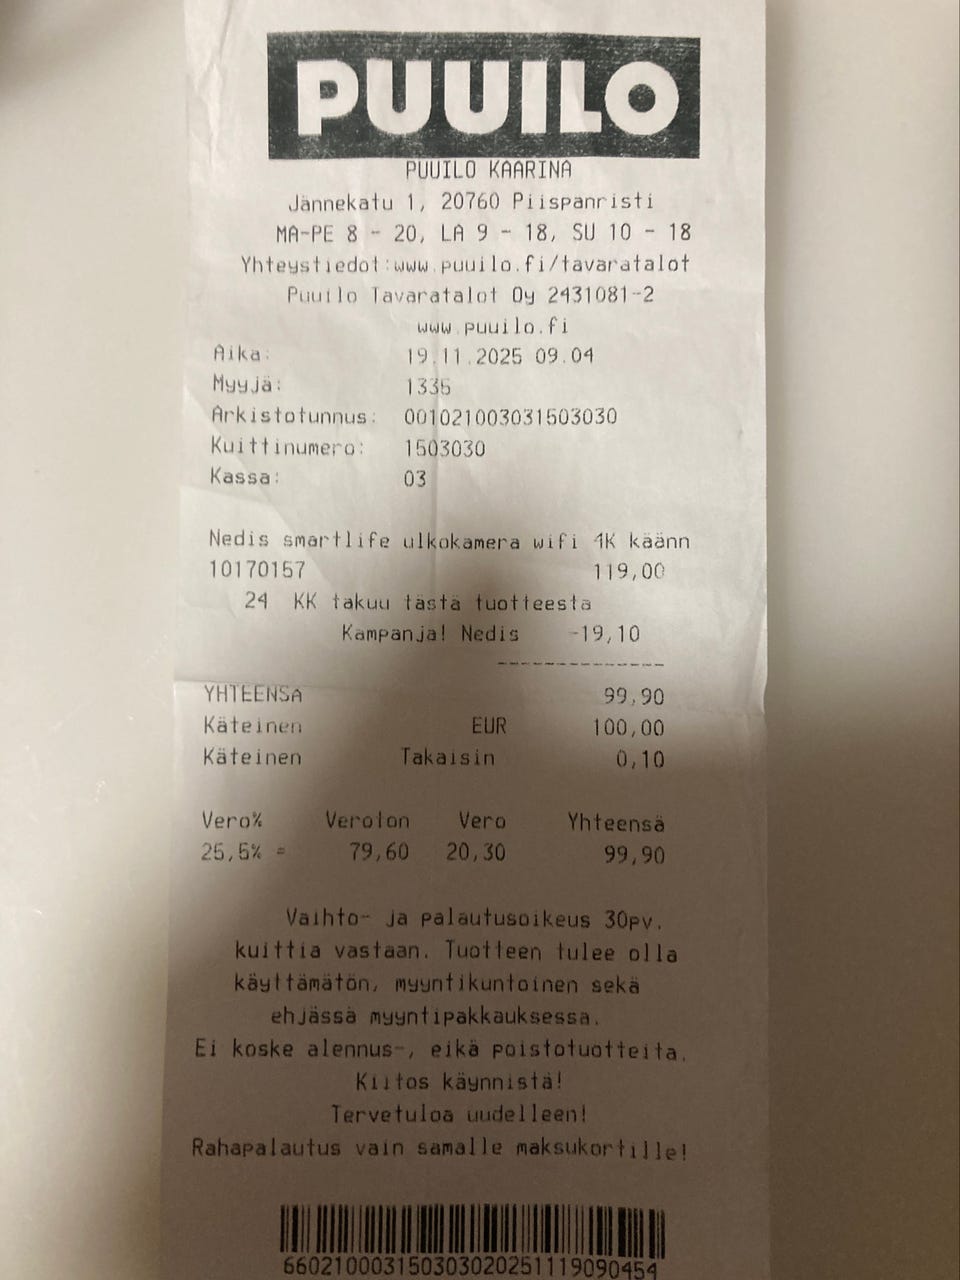 PUUILO
PUUILO KAARINA
Jännekatu 1, 20760 Piispanristi
MA-PE 8 - 20, LA 9 - 18, SU 10 - 18
Yhteystiedot:www.puuilo.fi/tavaratalot
Puuilo Tavaratalot Oy 2431081-2
www.puuilo.fi
Aika: 19.11.2025 09.04
Myyjä: 1335
Arkistotunnus: 001021003031503030
Kuittinumero: 1503030
Kassa: 03
Nedis smartlife ulkokamera wifi 4K käänn
10170157 119,00
24 KK takuu tästä tuotteesta
Kampanja! Nedis -19,10
YHTEENSÄ 99,90
Käteinen EUR 100,00
Käteinen Takaisin 0,10
Vero% Veroton Vero Yhteensä
25,5% = 79,60 20,30 99,90
Vaihto- ja palautusoikeus 30pv.
kuittia vastaan. Tuotteen tulee olla
käyttämätön, myyntikuntoinen sekä
ehjässä myyntipakkauksessa.
Ei koske alennus-, eikä poistotuotteita.
Kiitos käynnistä!
Tervetuloa uudelleen!
Rahapalautus vain samalle maksukortille!
660210003150303020251119090454